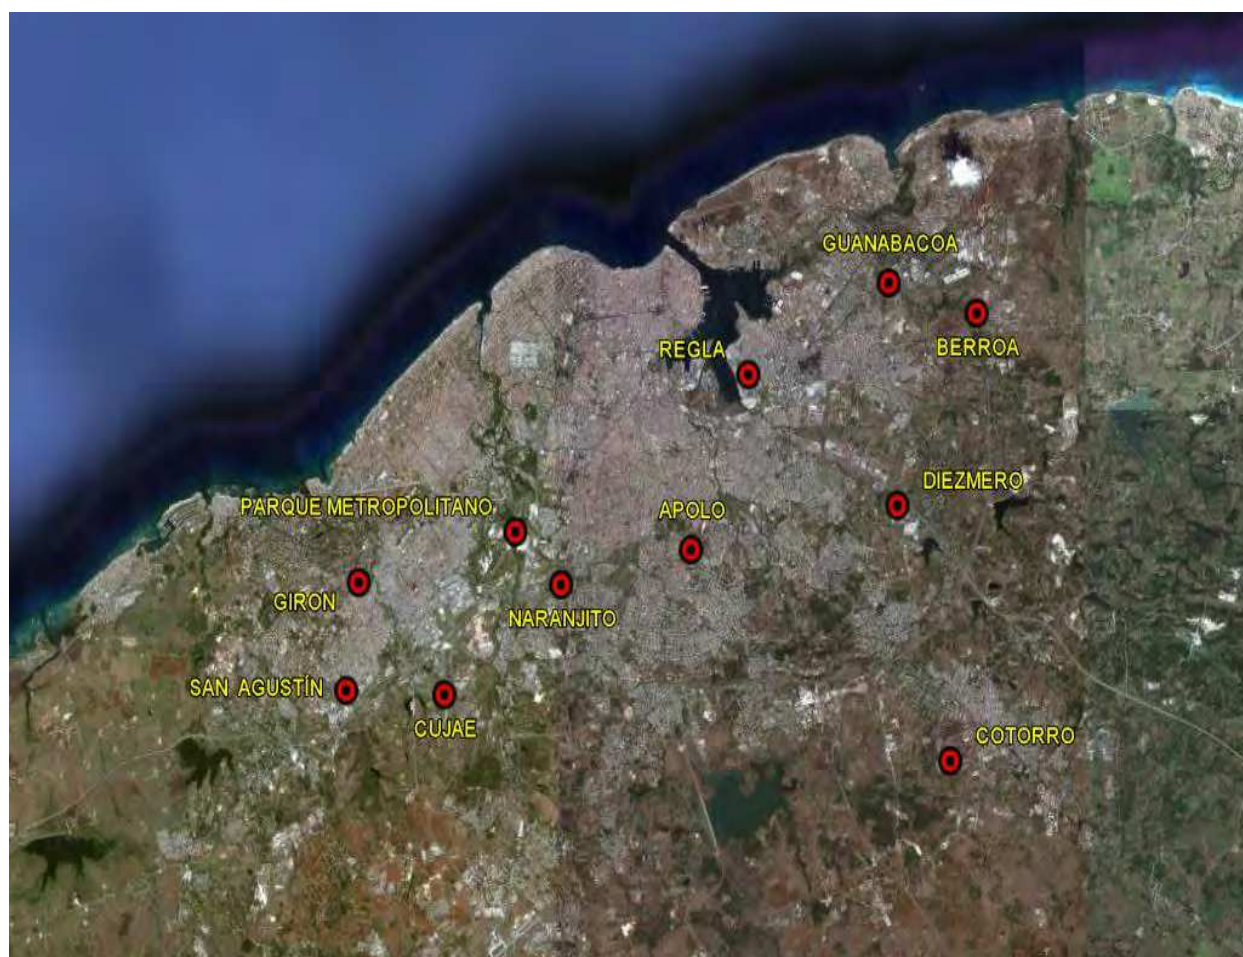 GUANABACOA
REGLA
BERROA
DIEZMERO
PARQUE METROPOLITANO
APOLO
GIRON
NARANJITO
SAN AGUSTÍN
CUJAE
COTORRO